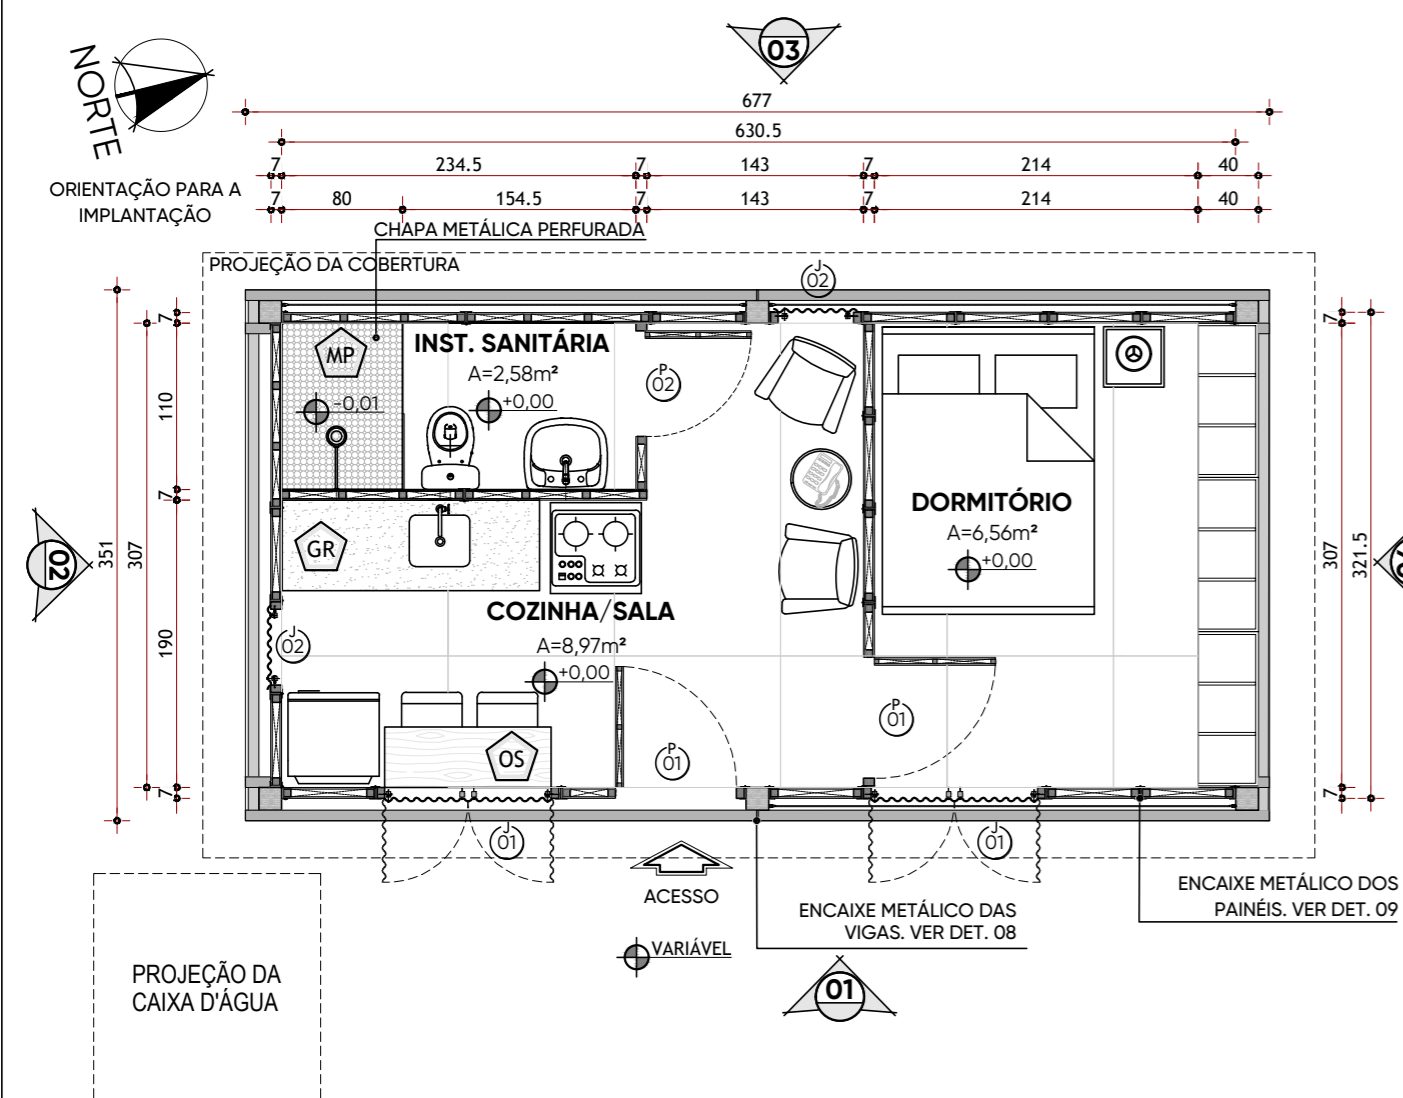 03
NORTE
677
630.5
7 234.5 7 143 7 214 40
7 80 154.5 7 143 7 214 40
ORIENTAÇÃO PARA A
IMPLANTAÇÃO
CHAPA METÁLICA PERFURADA
PROJEÇÃO DA COBERTURA
J
02
7
7
MP
INST. SANITÁRIA
A=2,58m²
+0,00
-0,01
P
02
110
7
DORMITÓRIO
A=6,56m²
+0,00
GR
02
351
307
307
321.5
COZINHA/SALA
A=8,97m²
+0,00
190
J
02
P
01
OS
P
01
7
7
J
01
J
01
ACESSO
VARIÁVEL
ENCAIXE METÁLICO DAS
VIGAS. VER DET. 08
ENCAIXE METÁLICO DOS
PAINÉIS. VER DET. 09
01
PROJEÇÃO DA
CAIXA D'ÁGUA